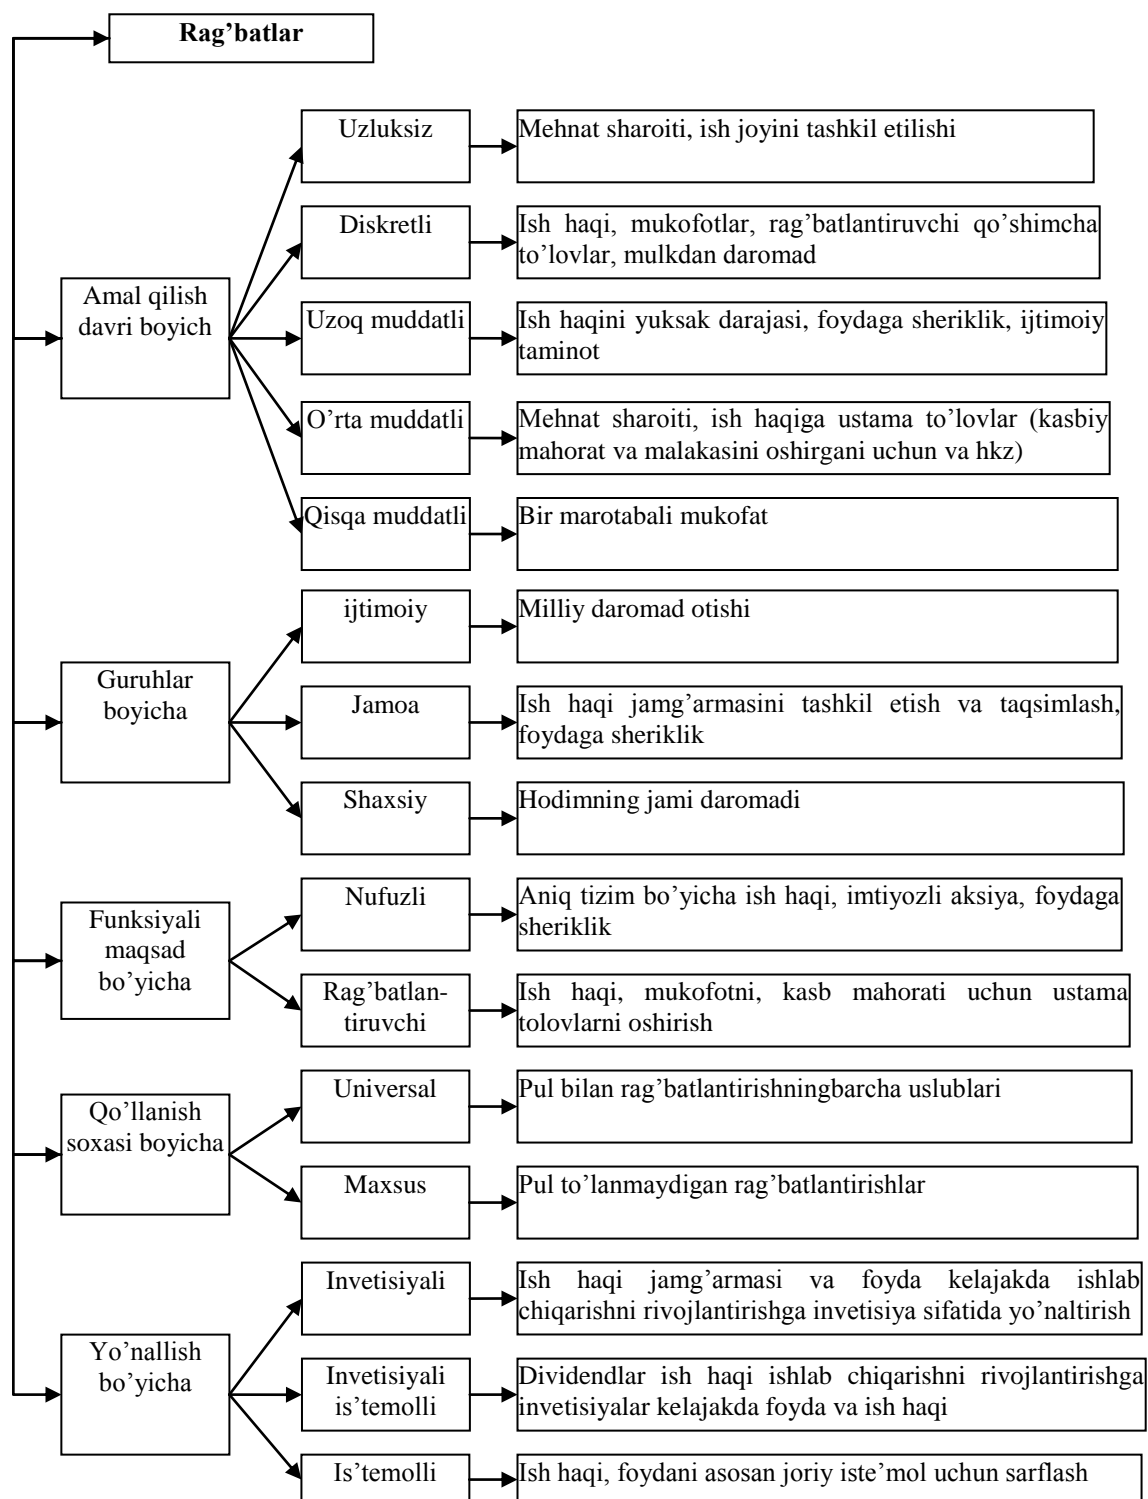 Rag’batlar
Uzluksiz
Mehnat sharoiti, ish joyini tashkil etilishi
Diskretli
Ish haqi, mukofotlar, rag’batlantiruvchi qo’shimcha
to’lovlar, mulkdan daromad
Amal qilish
davri boyich
Uzoq muddatli
Ish haqini yuksak darajasi, foydaga sheriklik, ijtimoiy
taminot
O’rta muddatli
Mehnat sharoiti, ish haqiga ustama to’lovlar (kasbiy
mahorat va malakasini oshirgani uchun va hkz)
Qisqa muddatli
Bir marotabali mukofat
ijtimoiy
Milliy daromad otishi
Guruhlar
boyicha
Jamoa
Ish haqi jamg’armasini tashkil etish va taqsimlash,
foydaga sheriklik
Shaxsiy
Hodimning jami daromadi
Nufuzli
Aniq tizim bo’yicha ish haqi, imtiyozli aksiya, foydaga
sheriklik
Funksiyali
maqsad
bo’yicha
Rag’batlan-
tiruvchi
Ish haqi, mukofotni, kasb mahorati uchun ustama
tolovlarni oshirish
Universal
Pul bilan rag’batlantirishningbarcha uslublari
Qo’llanish
soxasi boyicha
Maxsus
Pul to’lanmaydigan rag’batlantirishlar
Invetisiyali
Ish haqi jamg’armasi va foyda kelajakda ishlab
chiqarishni rivojlantirishga invetisiya sifatida yo’naltirish
Yo’nallish
bo’yicha
Invetisiyali
is’temolli
Dividendlar ish haqi ishlab chiqarishni rivojlantirishga
invetisiyalar kelajakda foyda va ish haqi
Is’temolli
Ish haqi, foydani asosan joriy iste’mol uchun sarflash